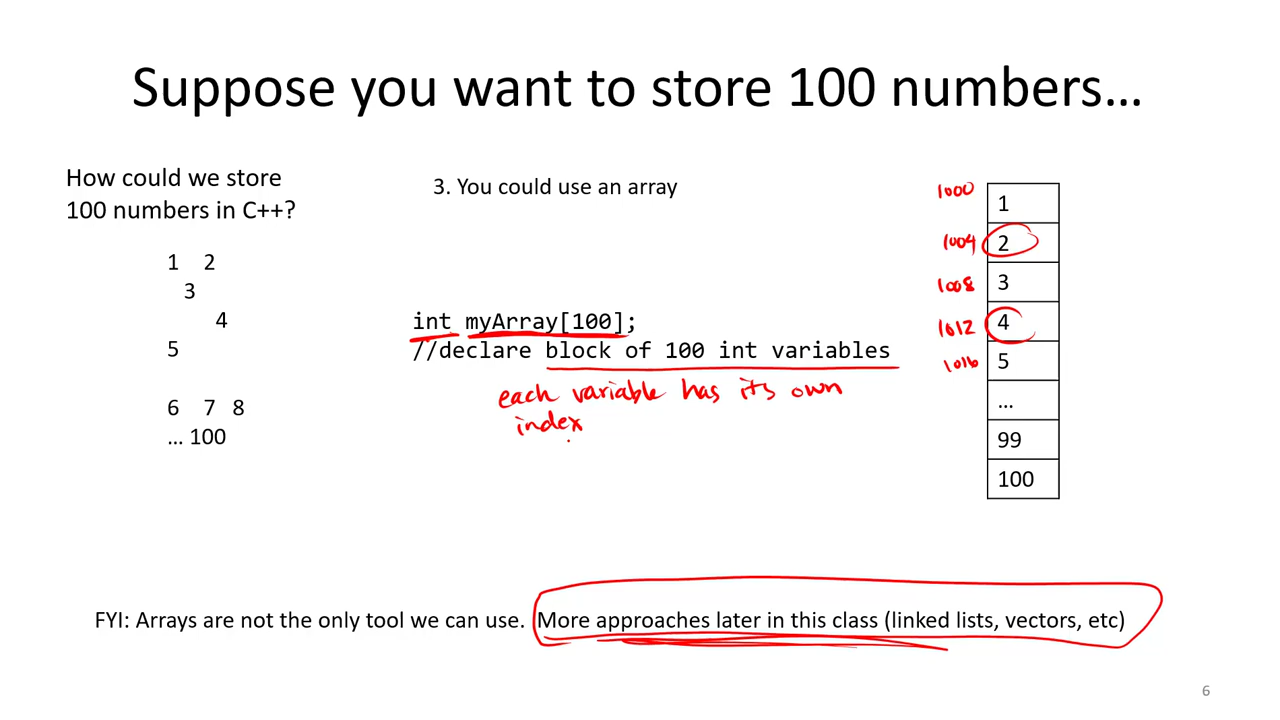 Suppose you want to store 100 numbers…
How could we store
100 numbers in C++?
1 2
3
4
5
6 7 8
… 100
3. You could use an array
int myArray[100];
//declare block of 100 int variables
each variable has its own
index
1000 1
1004 2
1008 3
1012 4
1016 5
…
99
100
FYI: Arrays are not the only tool we can use. More approaches later in this class (linked lists, vectors, etc)
6